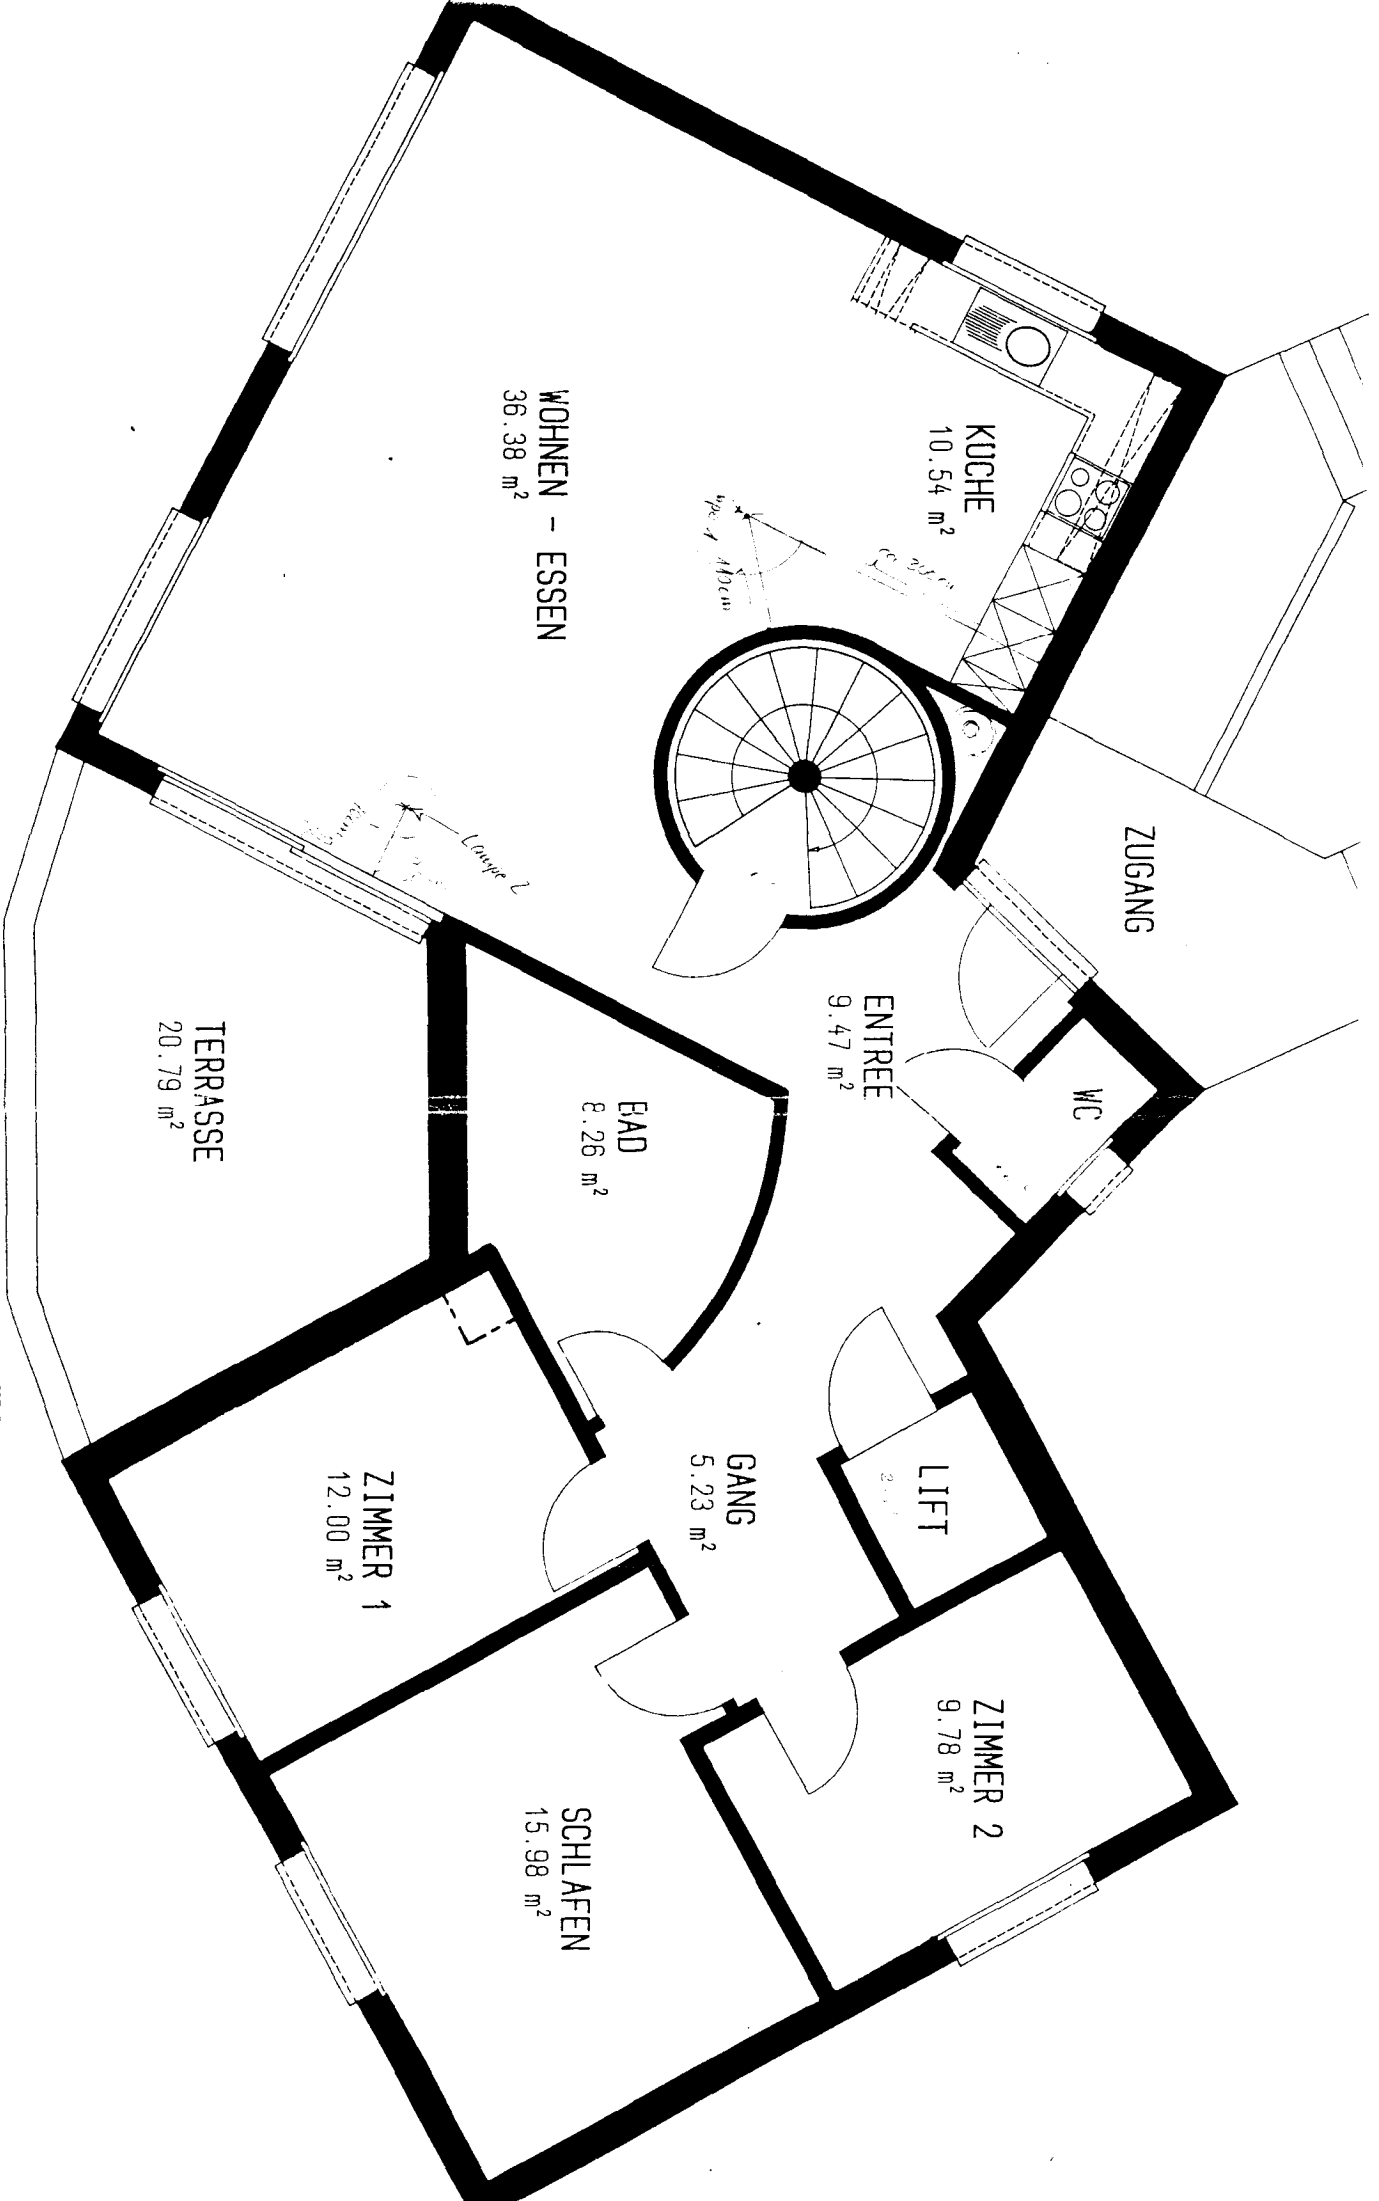 ZUGANG
KÜCHE
10.54 m²
WOHNEN - ESSEN
36.38 m²
110cm
Lampe 2
ENTREE
9.47 m²
WC
BAD
8.26 m²
TERRASSE
20.79 m²
LIFT
GANG
5.23 m²
ZIMMER 1
12.00 m²
ZIMMER 2
9.78 m²
SCHLAFEN
15.98 m²